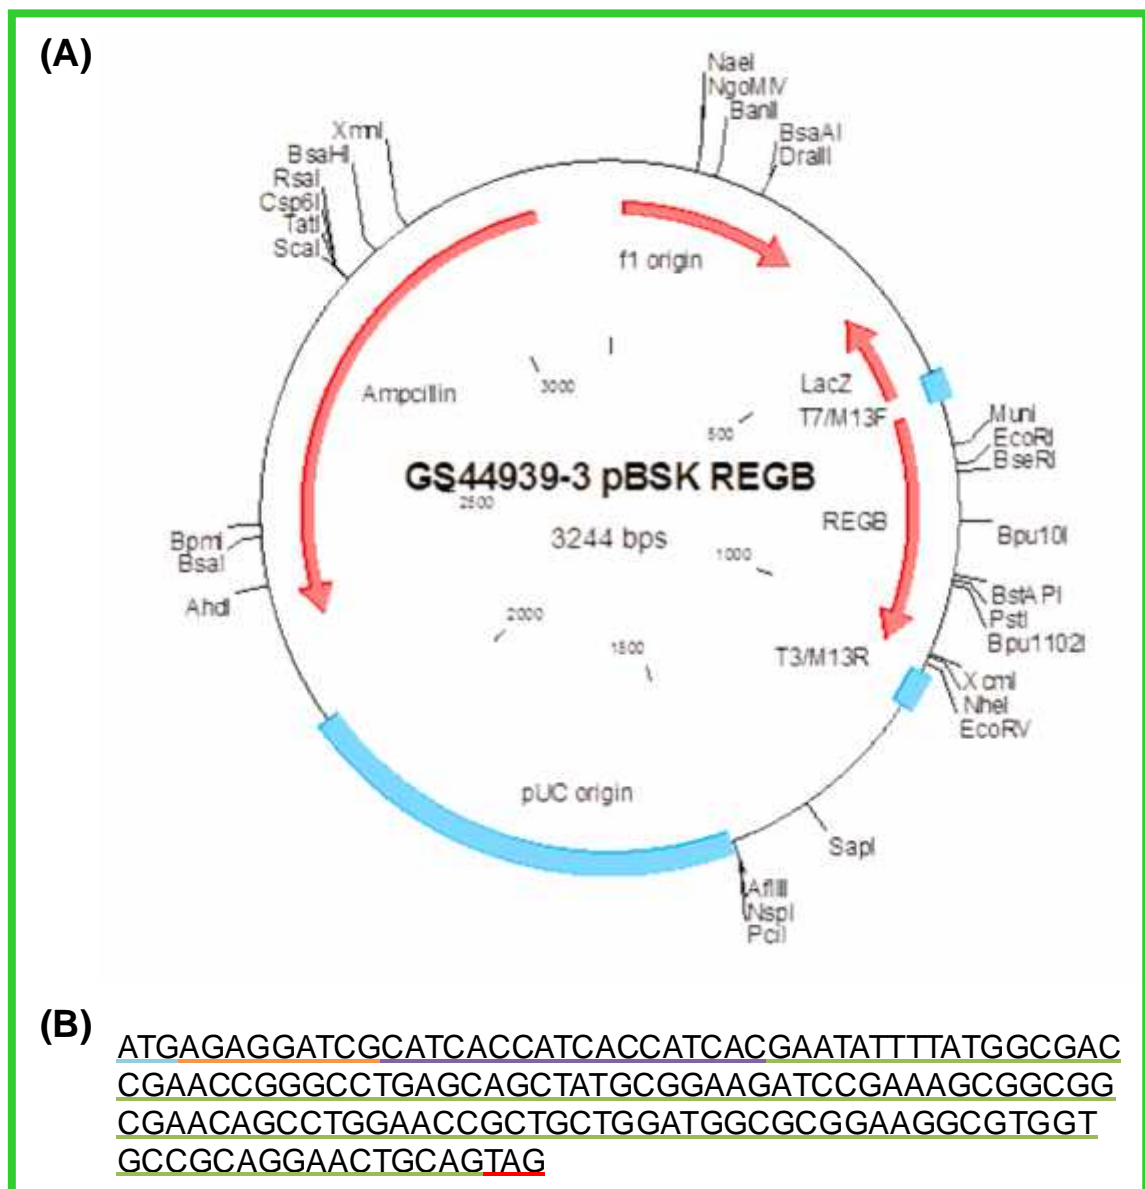 (A)
NaeI
NgoMIV
BanII
BsaAI
DraIII
XmnI
BsaHI
RsaI
Csp6I
TatI
ScaI
f1 origin
Ampcillin
3000
LacZ
T7/M13F
500
MunI
EcoRI
BseRI
GS44939-3 pBSK REGB
2500
REGB
3244 bps
1000
Bpu10I
BpmI
BsaI
AhdI
BstAPI
PstI
Bpu1102I
2000
1500
T3/M13R
XcmI
NheI
EcoRV
pUC origin
SapI
AflIII
NspI
PciI
(B)
ATGAGAGGATCGCATCACCATCACCATCACGAATATTTTATGGCGAC
CGAACCGGGCCTGAGCAGCTATGCGGAAGATCCGAAAGCGGCGG
CGAACAGCCTGGAACCGCTGCTGGATGGCGCGGAAGGCGTGGT
GCCGCAGGAACTGCAGTAG